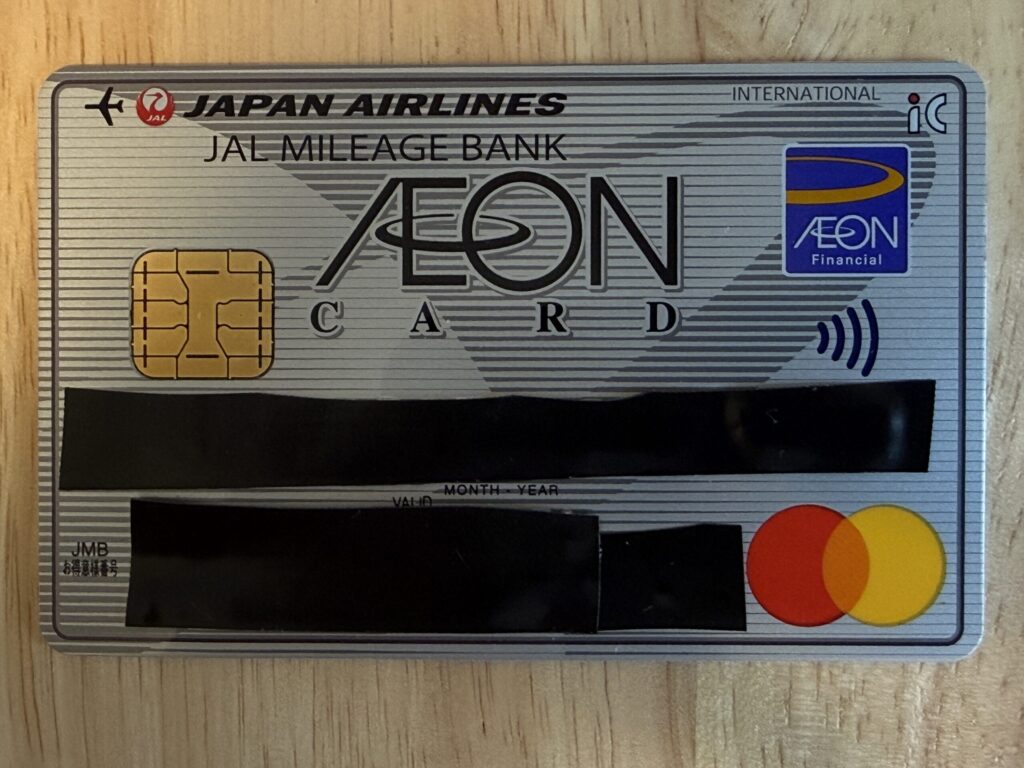 JAL JAPAN AIRLINES
INTERNATIONAL
iC
JAL MILEAGE BANK
ÆON
CARD
ÆON
Financial
MONTH - YEAR
VALID
JMB
お得意様番号